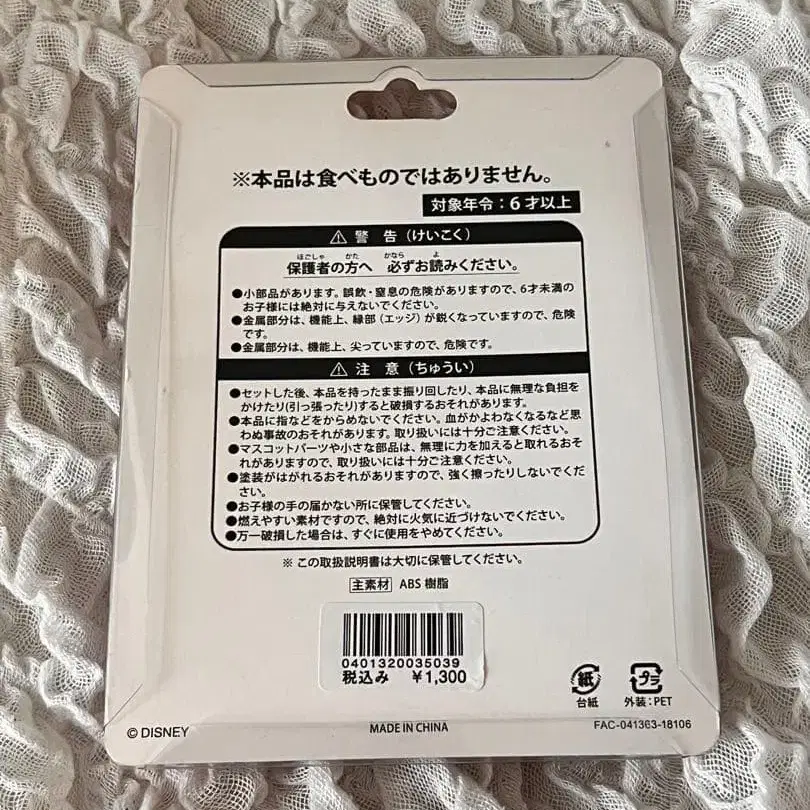 ※本品は食べものではありません。
対象年令：6才以上
警 告（けいこく）
ほごしゃ かた かなら よ
保護者の方へ 必ずお読みください。
●小部品があります。誤飲・窒息の危険がありますので、6才未満の
お子様には絶対に与えないでください。
●金属部分は、機能上、縁部（エッジ）が鋭くなっていますので、危険
です。
●金属部分は、機能上、尖っていますので、危険です。
注 意（ちゅうい）
●セットした後、本品を持ったまま振り回したり、本品に無理な負担を
かけたり(引っ張ったり)すると破損するおそれがあります。
●本品に指などをからめないでください。血がかよわなくなるなど思
わぬ事故のおそれがあります。取り扱いには十分ご注意ください。
●マスコットパーツや小さな部品は、無理に力を加えると取れるおそ
れがありますので、取り扱いには十分ご注意ください。
●塗装がはがれるおそれがありますので、強く擦ったりしないでくだ
さい。
●お子様の手の届かない所に保管してください。
●燃えやすい素材ですので、絶対に火気に近づけないでください。
●万一破損した場合は、すぐに使用をやめてください。
※ この取扱説明書は大切に保管してください。
主素材 ABS 樹脂
0401320035039
税込み ¥1,300
紙 プラ
台紙 外装：PET
© DISNEY MADE IN CHINA FAC-041363-18106